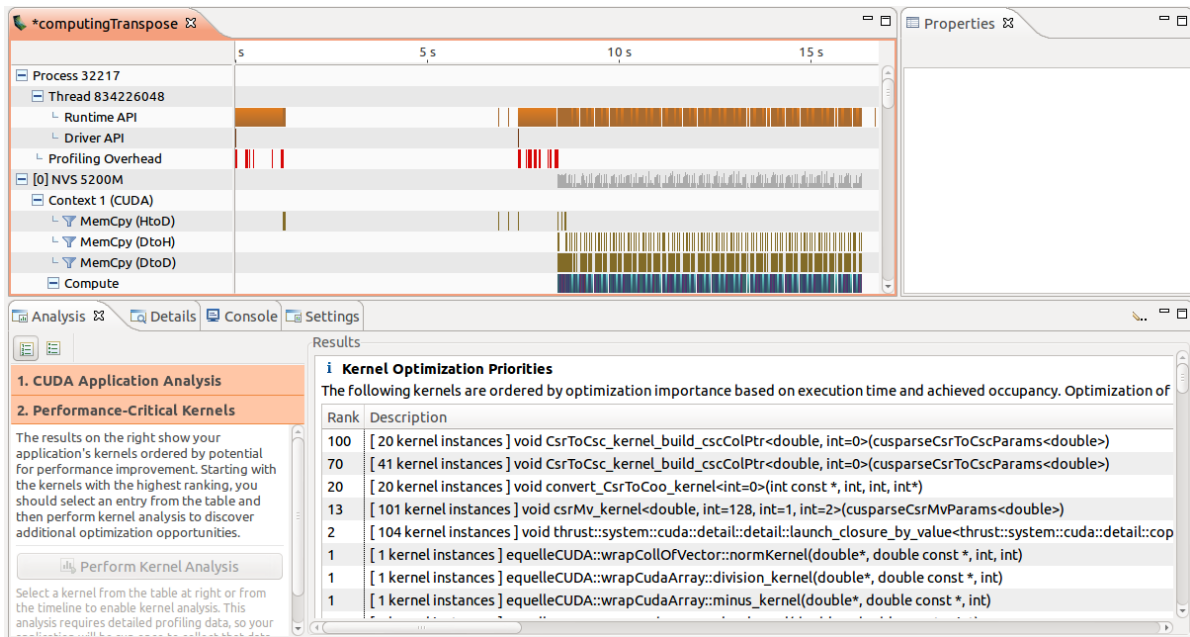 *computingTranspose
Properties
s
5 s
10 s
15 s
Process 32217
Thread 834226048
Runtime API
Driver API
Profiling Overhead
[0] NVS 5200M
Context 1 (CUDA)
MemCpy (HtoD)
MemCpy (DtoH)
MemCpy (DtoD)
Compute
Analysis
Details
Console
Settings
Results
1. CUDA Application Analysis
2. Performance-Critical Kernels
The results on the right show your
application's kernels ordered by potential
for performance improvement. Starting with
the kernels with the highest ranking, you
should select an entry from the table and
then perform kernel analysis to discover
additional optimization opportunities.
Perform Kernel Analysis
Select a kernel from the table at right or from
the timeline to enable kernel analysis. This
analysis requires detailed profiling data, so your
application will be run once to collect that data
i Kernel Optimization Priorities
The following kernels are ordered by optimization importance based on execution time and achieved occupancy. Optimization of
Rank Description
100 [ 20 kernel instances ] void CsrToCsc_kernel_build_cscColPtr<double, int=0>(cusparseCsrToCscParams<double>)
70 [ 41 kernel instances ] void CsrToCsc_kernel_build_cscColPtr<double, int=0>(cusparseCsrToCscParams<double>)
20 [ 20 kernel instances ] void convert_CsrToCoo_kernel<int=0>(int const *, int, int, int*)
13 [ 101 kernel instances ] void csrMv_kernel<double, int=128, int=1, int=2>(cusparseCsrMvParams<double>)
2 [ 104 kernel instances ] void thrust::system::cuda::detail::detail::launch_closure_by_value<thrust::system::cuda::detail::cop
1 [ 1 kernel instances ] equelleCUDA::wrapCollOfVector::normKernel(double*, double const *, int, int)
1 [ 1 kernel instances ] equelleCUDA::wrapCudaArray::division_kernel(double*, double const *, int)
1 [ 1 kernel instances ] equelleCUDA::wrapCudaArray::minus_kernel(double*, double const *, int)